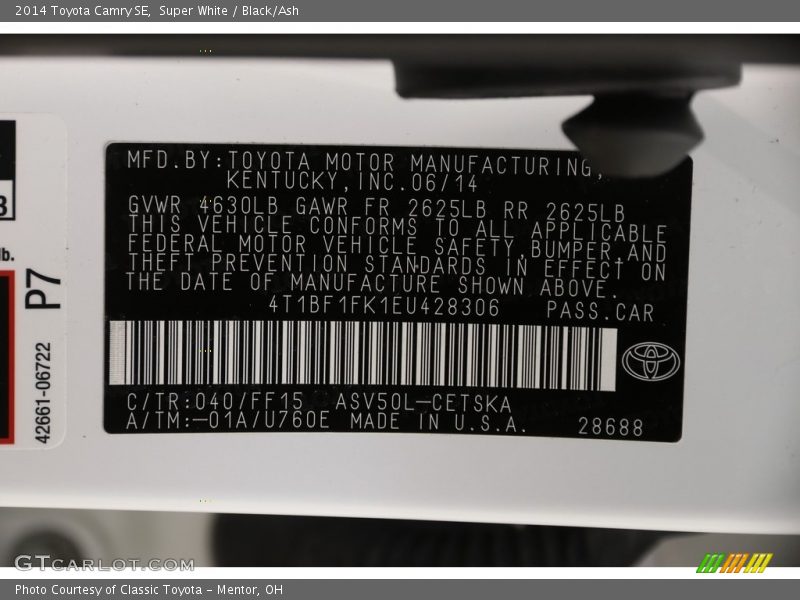 2014 Toyota Camry SE, Super White / Black/Ash
MFD.BY:TOYOTA MOTOR MANUFACTURING,
KENTUCKY,INC.06/14
GVWR 4630LB GAWR FR 2625LB RR 2625LB
THIS VEHICLE CONFORMS TO ALL APPLICABLE
FEDERAL MOTOR VEHICLE SAFETY,BUMPER,AND
THEFT PREVENTION STANDARDS IN EFFECT ON
THE DATE OF MANUFACTURE SHOWN ABOVE.
4T1BF1FK1EU428306 PASS.CAR
C/TR:040/FF15 ASV50L-CETSKA
A/TM:-01A/U760E MADE IN U.S.A. 28688
lb.
P7
42661-06722
GTCARLOT.COM
Photo Courtesy of Classic Toyota - Mentor, OH